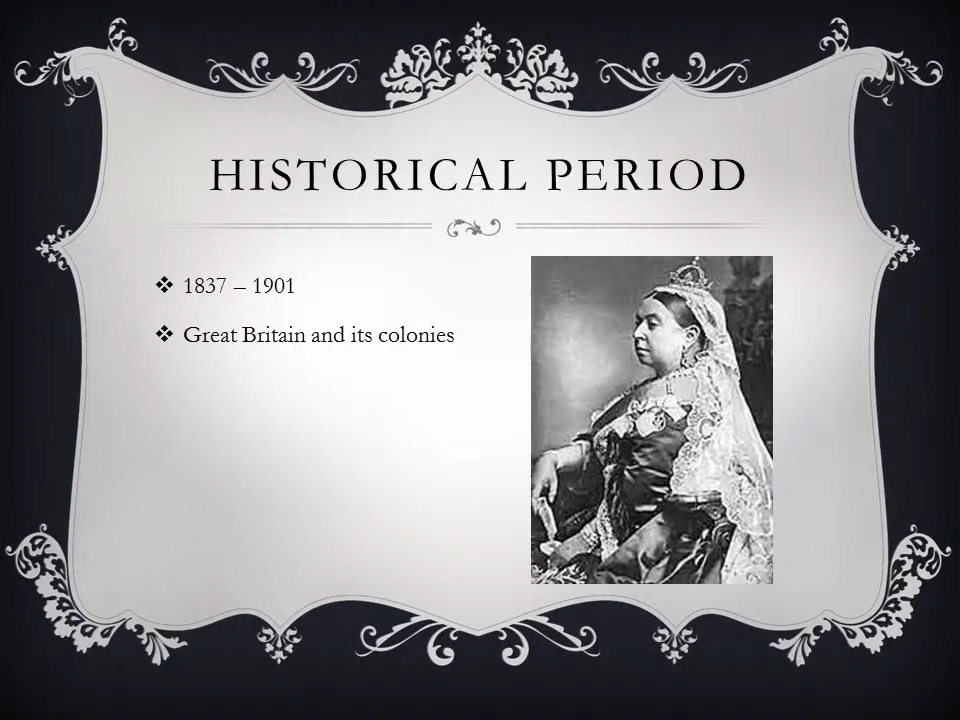 HISTORICAL PERIOD
❖ 1837 – 1901
❖ Great Britain and its colonies